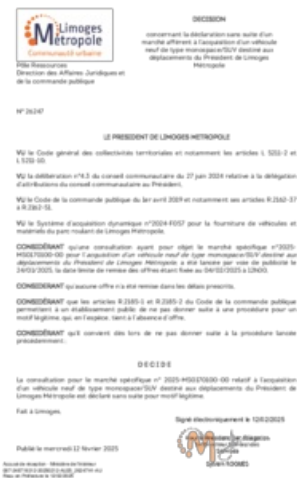 Limoges
Métropole
Communauté urbaine
DECISION
concernant la déclaration sans suite d'un
marché afférent à l'acquisition d'un véhicule
neuf de type monospace/SUV destiné aux
déplacements du Président de Limoges
Métropole
Pôle Ressources
Direction des Affaires Juridiques et
de la commande publique
N° 26247
LE PRESIDENT DE LIMOGES METROPOLE
VU le Code général des collectivités territoriales et notamment les articles L 5211-2 et
L 5211-10,
VU la délibération n°4.3 du conseil communautaire du 27 juin 2024 relative à la délégation
d'attributions du conseil communautaire au Président,
VU le Code de la commande publique du 1er avril 2019 et notamment ses articles R.2162-37
à R.2162-51,
VU le Système d'acquisition dynamique n°2024-F057 pour la fourniture de véhicules et
matériels du parc roulant de Limoges Métropole,
CONSIDÉRANT qu'une consultation ayant pour objet le marché spécifique n°2025-
MS0170100-00 pour l'acquisition d'un véhicule neuf de type monospace/SUV destiné aux
déplacements du Président de Limoges Métropole a été lancée par voie de publicité le
24/01/2025, la date limite de remise des offres étant fixée au 04/02/2025 à 12h00,
CONSIDÉRANT qu'aucune offre n'a été remise dans les délais prescrits,
CONSIDÉRANT que les articles R.2185-1 et R.2185-2 du Code de la commande publique
permettent à un établissement public de ne pas donner suite à une procédure pour un
motif légitime, qui, en l'espèce, tient à l'absence d'offre,
CONSIDÉRANT qu'il convient dès lors de ne pas donner suite à la procédure lancée
précédemment ;
DECIDE
La consultation pour le marché spécifique n° 2025-MS0170100-00 relatif à l'acquisition
d'un véhicule neuf de type monospace/SUV destiné aux déplacements du Président de
Limoges Métropole est déclaré sans suite pour motif légitime.
Fait à Limoges,
Signé électroniquement le 12/02/2025
Publié le mercredi 12 février 2025